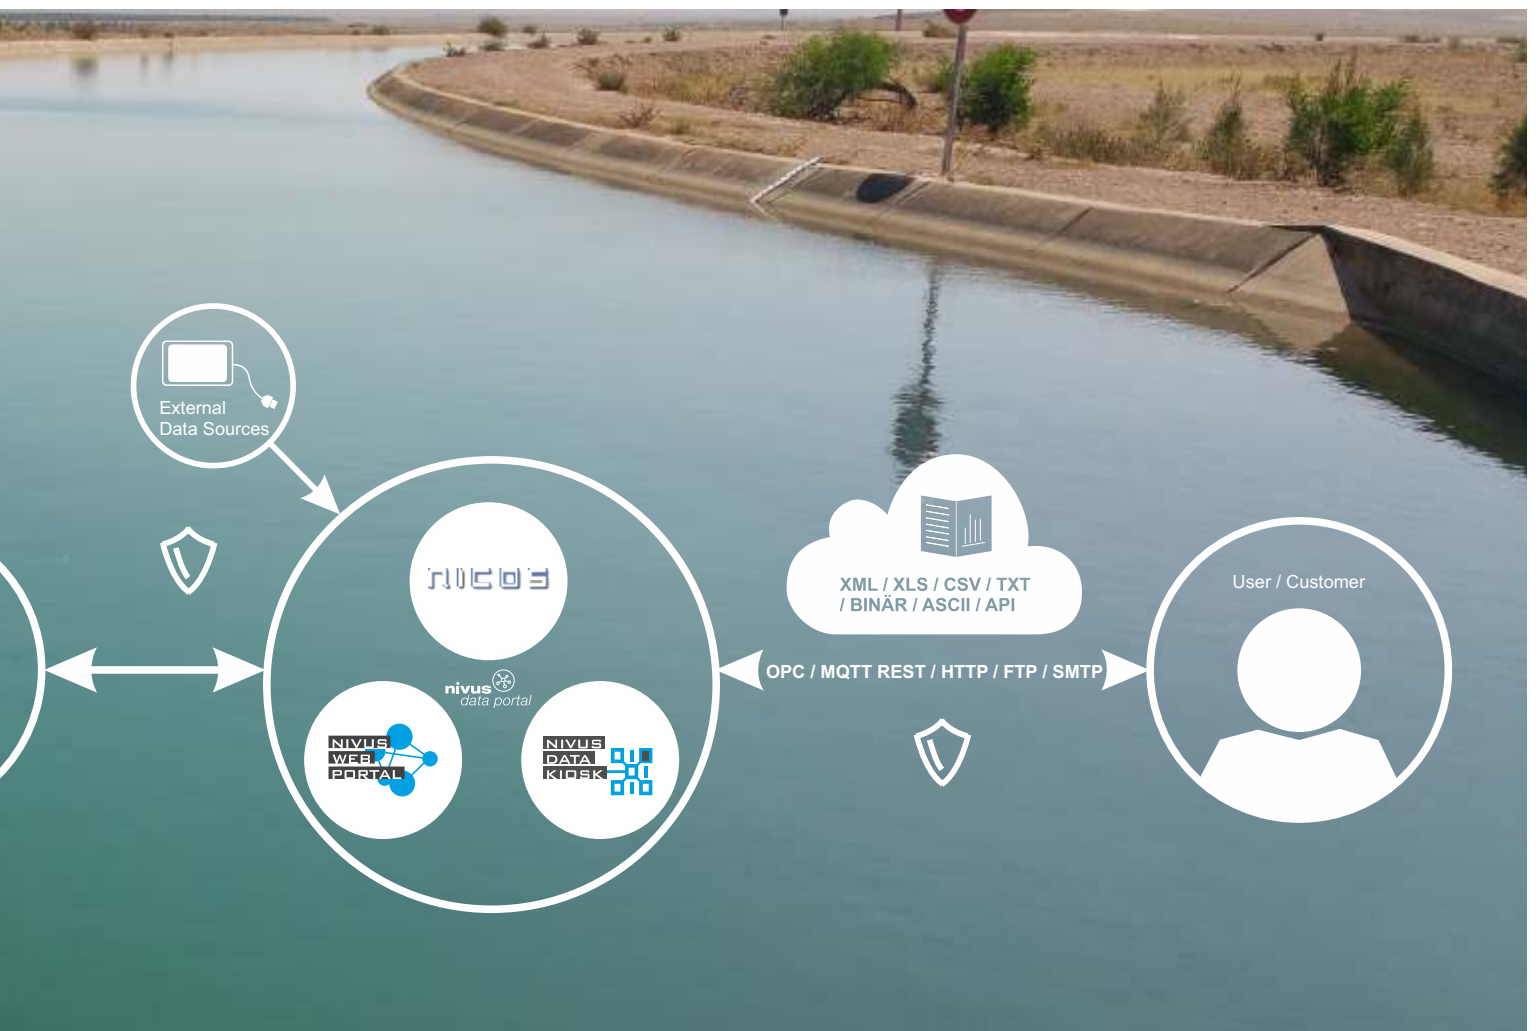 External
Data Sources
NICOS
nivus
data portal
NIVUS
WEB
PORTAL
NIVUS
DATA
KIOSK
XML / XLS / CSV / TXT
/ BINÄR / ASCII / API
OPC / MQTT REST / HTTP / FTP / SMTP
User / Customer